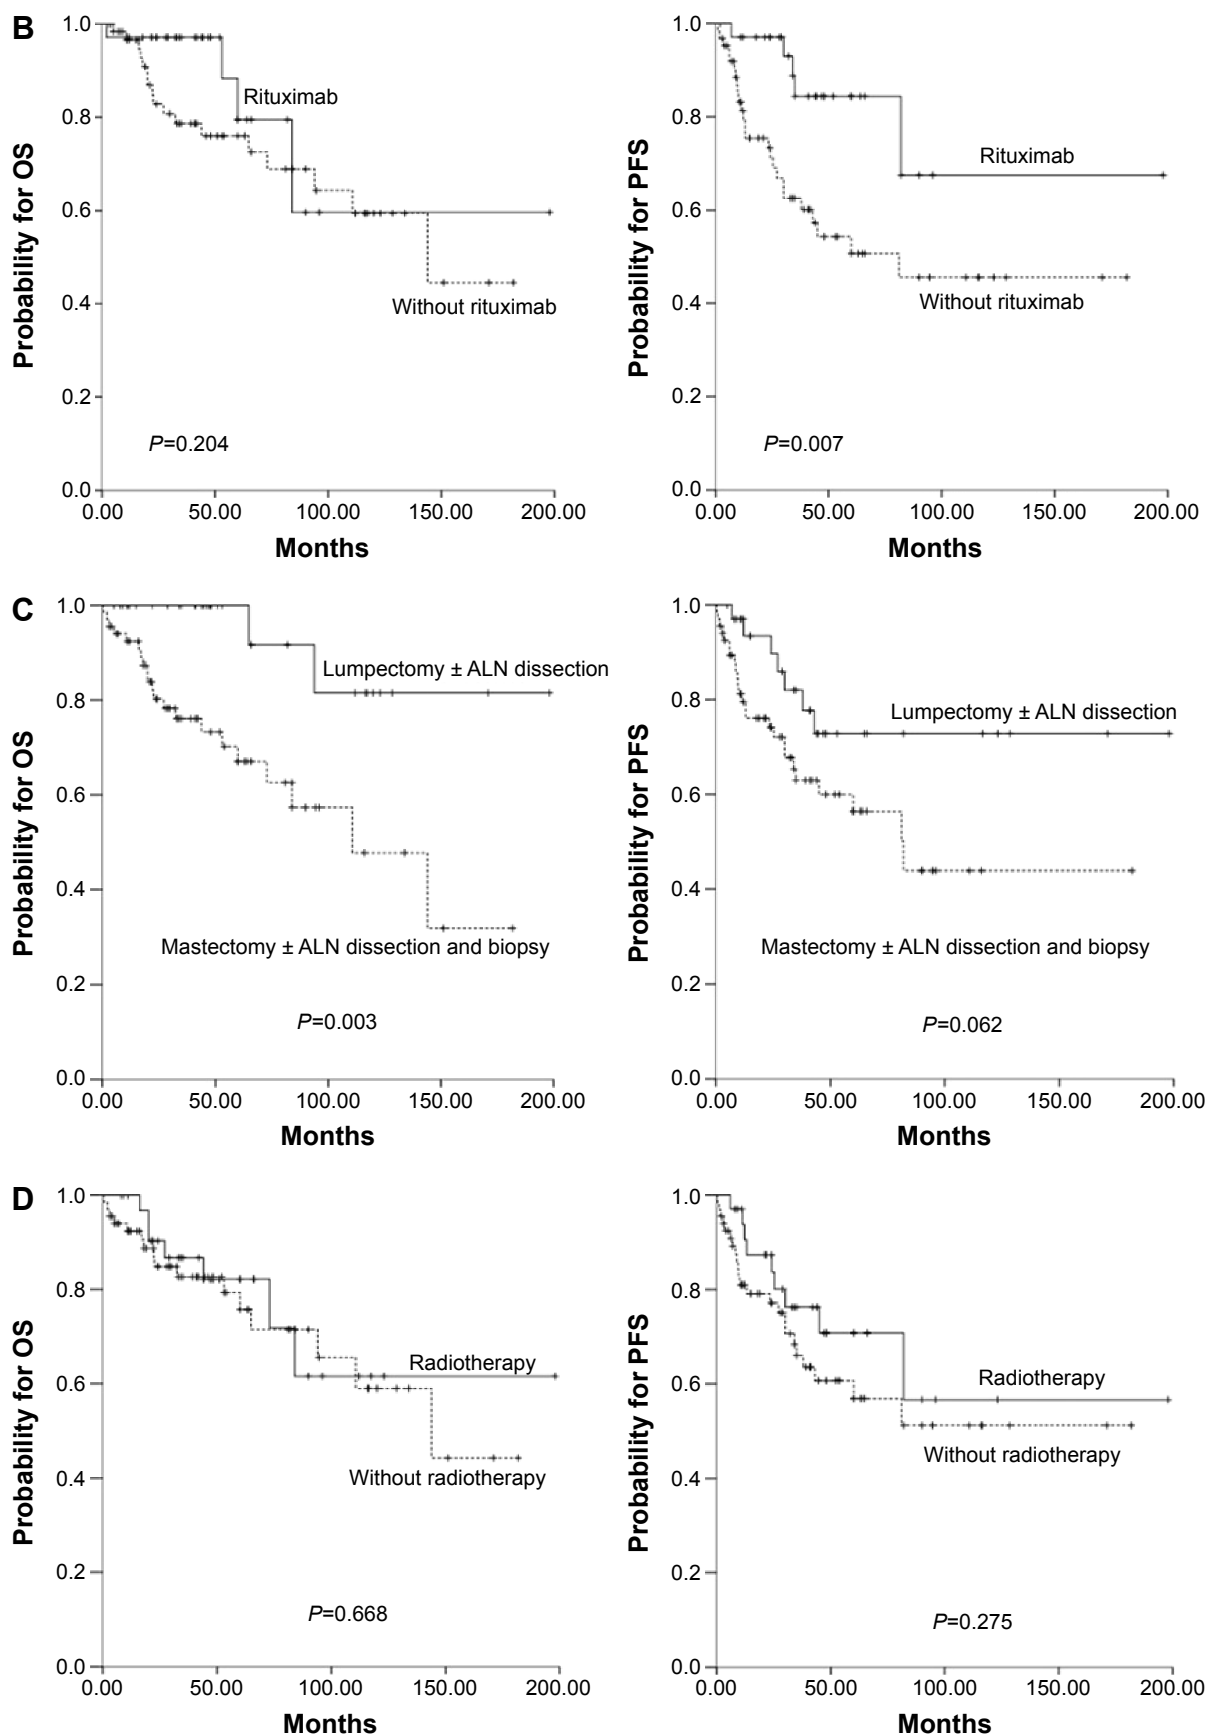 B
Probability for OS
1.0
0.8
0.6
0.4
0.2
0.0
Rituximab
Without rituximab
P=0.204
0.00 50.00 100.00 150.00 200.00
Months
Probability for PFS
1.0
0.8
0.6
0.4
0.2
0.0
Rituximab
Without rituximab
P=0.007
0.00 50.00 100.00 150.00 200.00
Months
C
Probability for OS
1.0
0.8
0.6
0.4
0.2
0.0
Lumpectomy ± ALN dissection
Mastectomy ± ALN dissection and biopsy
P=0.003
0.00 50.00 100.00 150.00 200.00
Months
Probability for PFS
1.0
0.8
0.6
0.4
0.2
0.0
Lumpectomy ± ALN dissection
Mastectomy ± ALN dissection and biopsy
P=0.062
0.00 50.00 100.00 150.00 200.00
Months
D
Probability for OS
1.0
0.8
0.6
0.4
0.2
0.0
Radiotherapy
Without radiotherapy
P=0.668
0.00 50.00 100.00 150.00 200.00
Months
Probability for PFS
1.0
0.8
0.6
0.4
0.2
0.0
Radiotherapy
Without radiotherapy
P=0.275
0.00 50.00 100.00 150.00 200.00
Months